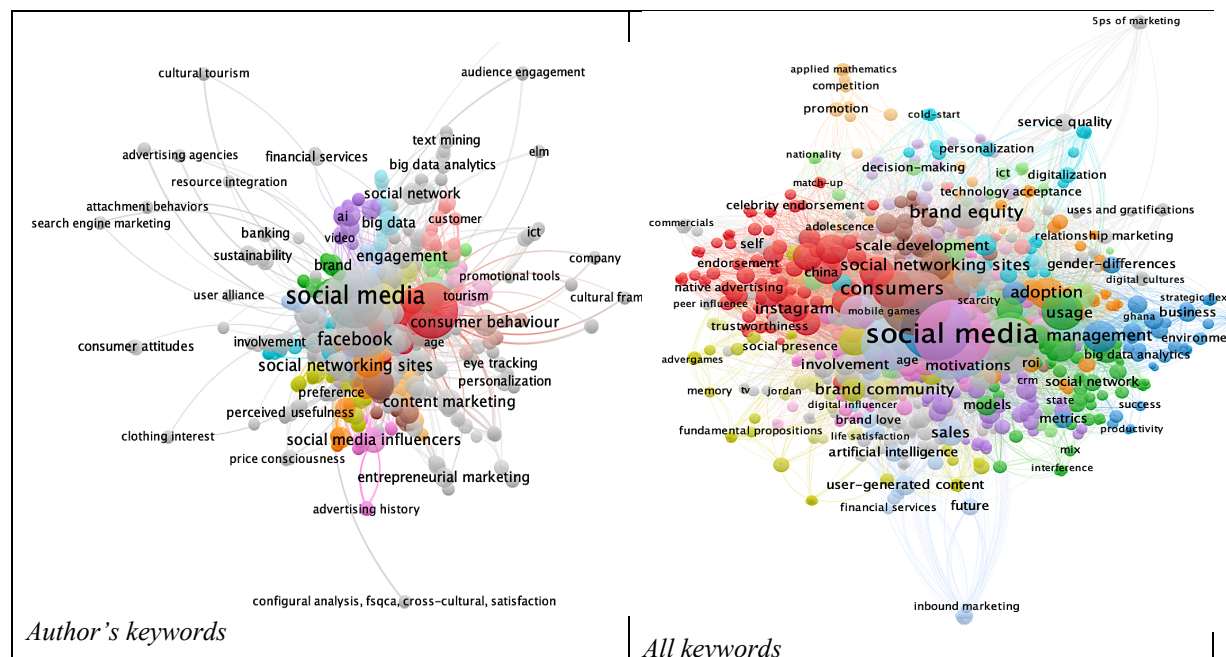 cultural tourism
audience engagement
text mining
advertising agencies
financial services
big data analytics
elm
resource integration
social network
attachment behaviors
ai
big data
customer
search engine marketing
banking
video
ict
sustainability
brand
engagement
company
promotional tools
user alliance
social media
tourism
cultural fram
consumer behaviour
involvement
facebook
age
consumer attitudes
social networking sites
eye tracking
personalization
preference
content marketing
perceived usefulness
clothing interest
social media influencers
price consciousness
entrepreneurial marketing
advertising history
configural analysis, fsqca, cross-cultural, satisfaction
Author’s keywords
5ps of marketing
applied mathematics
competition
promotion
cold-start
service quality
nationality
personalization
decision-making
ict
digitalization
match-up
technology acceptance
celebrity endorsement
brand equity
uses and gratifications
commercials
adolescence
relationship marketing
self
scale development
endorsement
china
social networking sites
gender-differences
digital cultures
native advertising
consumers
adoption
peer influence
scarcity
strategic flex
instagram
mobile games
usage
ghana
business
trustworthiness
social media
management
environme
social presence
big data analytics
advergames
involvement
age
motivations
roi
crm
social network
memory
tv
jordan
brand community
state
digital influencer
models
success
brand love
metrics
fundamental propositions
life satisfaction
sales
productivity
artificial intelligence
mix
interference
user-generated content
financial services
future
inbound marketing
All keywords